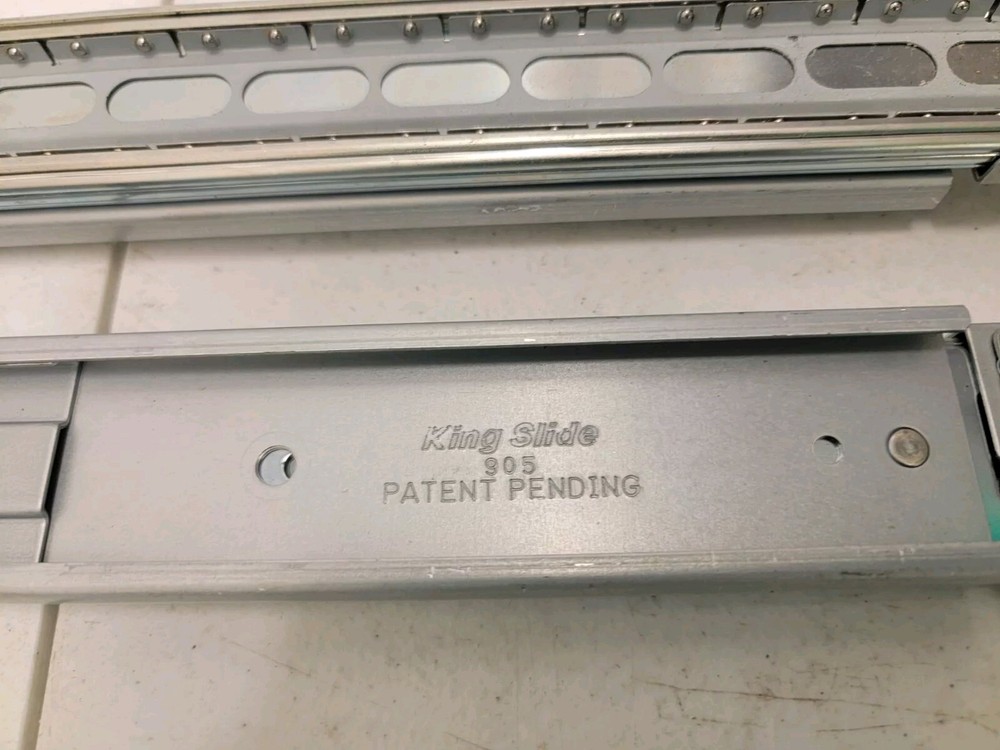 King Slide
905
PATENT PENDING